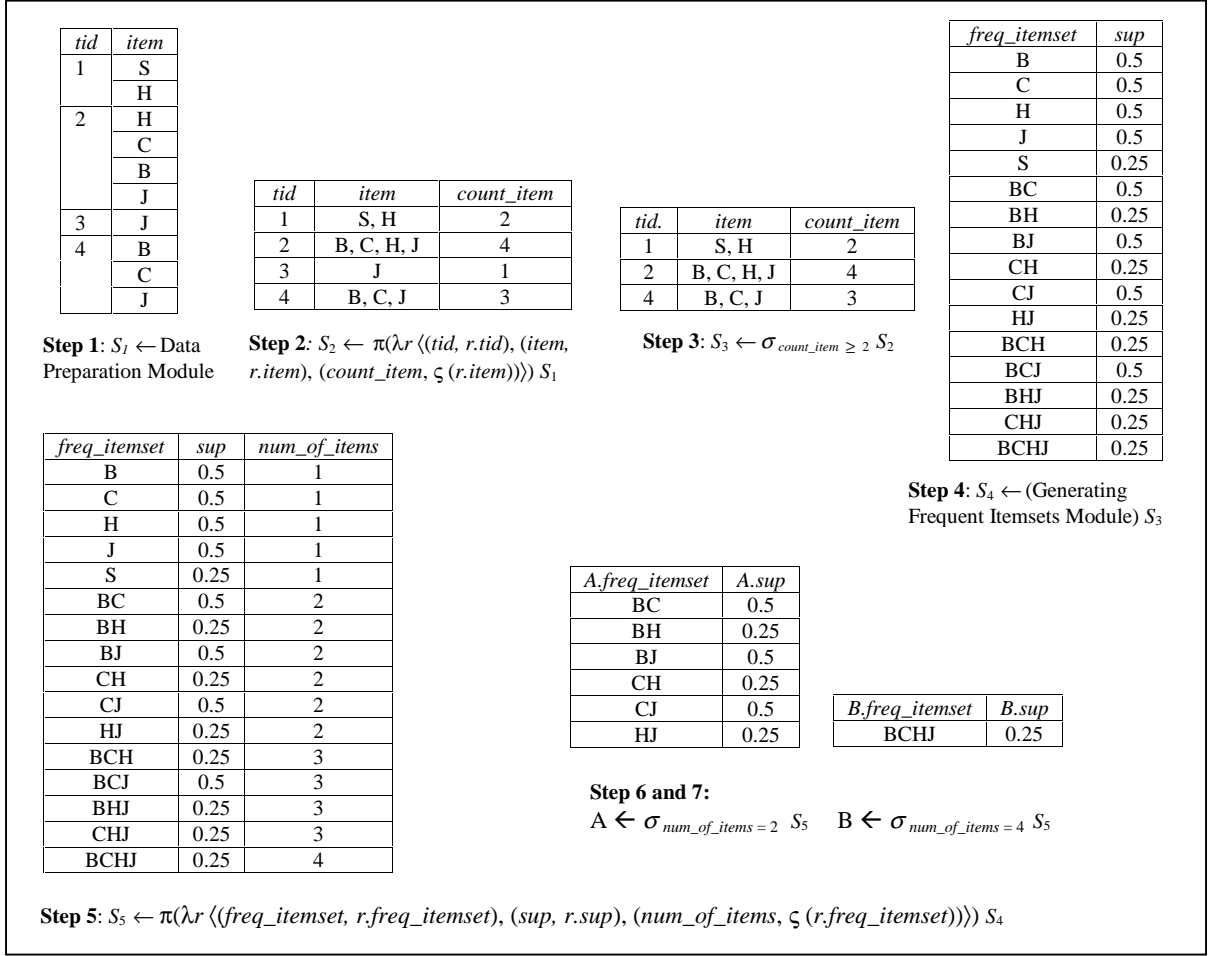 tid item
1 S
H
2 H
C
B
J
3 J
4 B
C
J
Step 1: S1 ← Data
Preparation Module
tid item count_item
1 S, H 2
2 B, C, H, J 4
3 J 1
4 B, C, J 3
Step 2: S2 ← π(λr ⟨(tid, r.tid), (item,
r.item), (count_item, ς (r.item))⟩) S1
tid. item count_item
1 S, H 2
2 B, C, H, J 4
4 B, C, J 3
Step 3: S3 ← σ count_item ≥ 2 S2
freq_itemset sup
B 0.5
C 0.5
H 0.5
J 0.5
S 0.25
BC 0.5
BH 0.25
BJ 0.5
CH 0.25
CJ 0.5
HJ 0.25
BCH 0.25
BCJ 0.5
BHJ 0.25
CHJ 0.25
BCHJ 0.25
Step 4: S4 ← (Generating
Frequent Itemsets Module) S3
freq_itemset sup num_of_items
B 0.5 1
C 0.5 1
H 0.5 1
J 0.5 1
S 0.25 1
BC 0.5 2
BH 0.25 2
BJ 0.5 2
CH 0.25 2
CJ 0.5 2
HJ 0.25 2
BCH 0.25 3
BCJ 0.5 3
BHJ 0.25 3
CHJ 0.25 3
BCHJ 0.25 4
A.freq_itemset A.sup
BC 0.5
BH 0.25
BJ 0.5
CH 0.25
CJ 0.5
HJ 0.25
B.freq_itemset B.sup
BCHJ 0.25
Step 6 and 7:
A ← σ num_of_items = 2 S5 B ← σ num_of_items = 4 S5
Step 5: S5 ← π(λr ⟨(freq_itemset, r.freq_itemset), (sup, r.sup), (num_of_items, ς (r.freq_itemset))⟩) S4